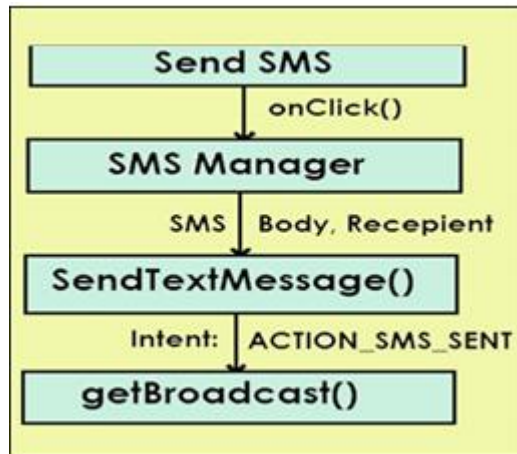 Send SMS
onClick()
SMS Manager
SMS Body, Recepient
SendTextMessage()
Intent: ACTION_SMS_SENT
getBroadcast()